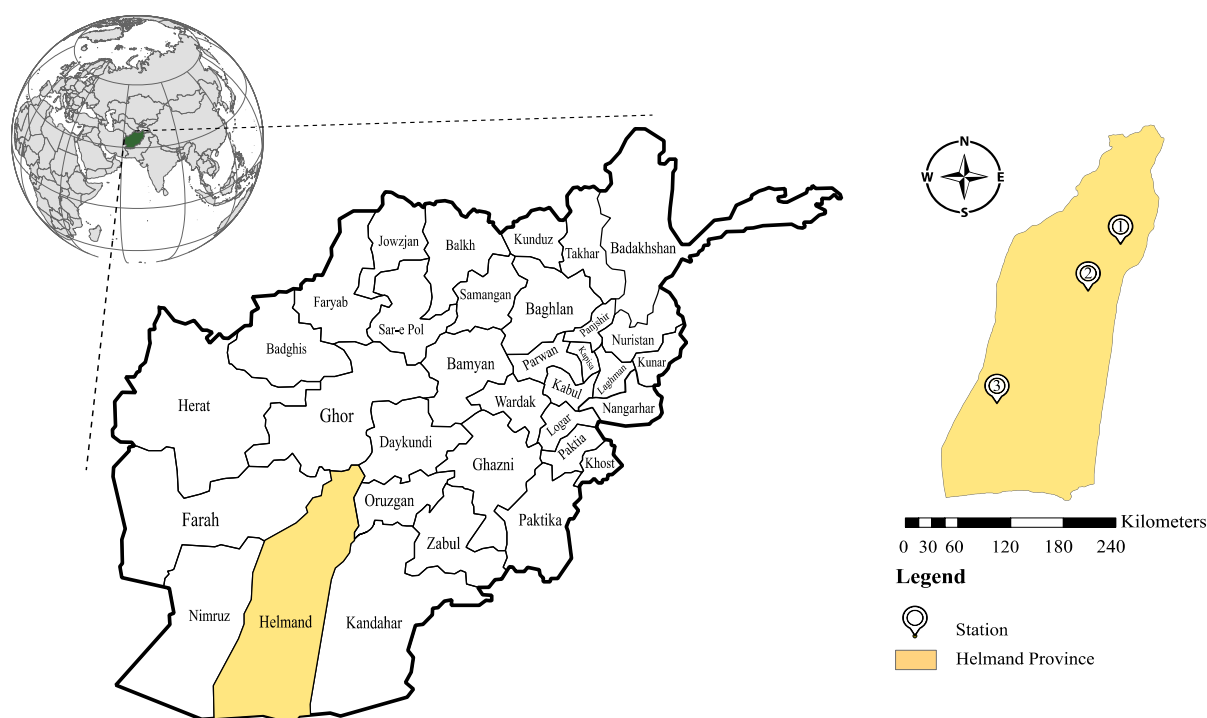 N
W E
S
Jowzjan
Balkh
Kunduz
Takhar
Badakhshan
Faryab
Sar-e Pol
Samangan
Baghlan
Panjshir
Nuristan
Badghis
Bamyan
Parwan
Kapisa
Laghman
Kunar
Herat
Ghor
Wardak
Kabul
Nangarhar
Daykundi
Logar
Paktia
Khost
Ghazni
Farah
Oruzgan
Paktika
Zabul
Nimruz
Helmand
Kandahar
1
2
3
Kilometers
0 30 60 120 180 240
Legend
Station
Helmand Province